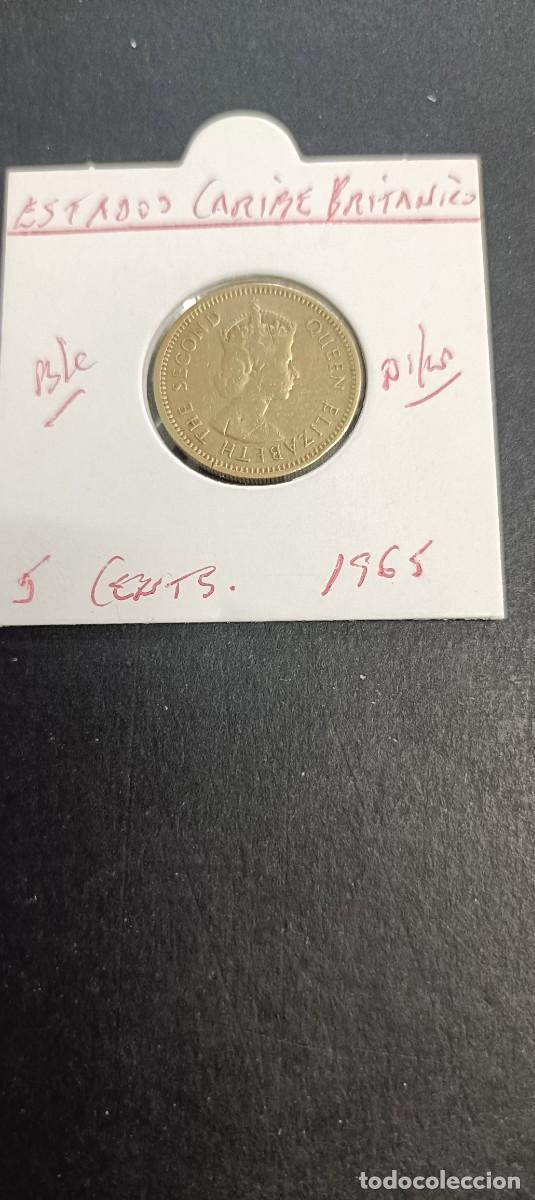 ESTADOS CARIBE BRITANICO
QUEEN ELIZABETH THE SECOND
B/C
5 CENTS. 1965
todocoleccion